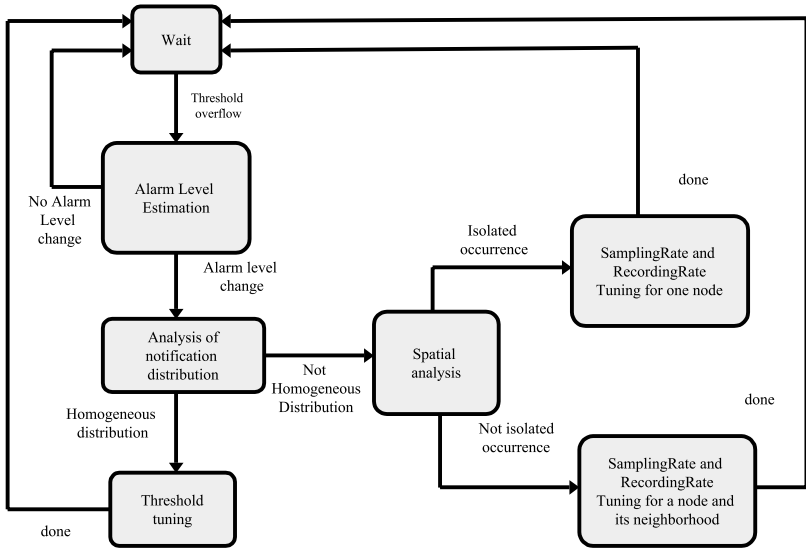 Wait
Threshold
overflow
Alarm Level
Estimation
No Alarm
Level
change
Alarm level
change
Analysis of
notification
distribution
Not
Homogeneous
Distribution
Homogeneous
distribution
Threshold
tuning
done
Spatial
analysis
Isolated
occurrence
SamplingRate and
RecordingRate
Tuning for one node
done
Not isolated
occurrence
SamplingRate and
RecordingRate
Tuning for a node and
its neighborhood
done